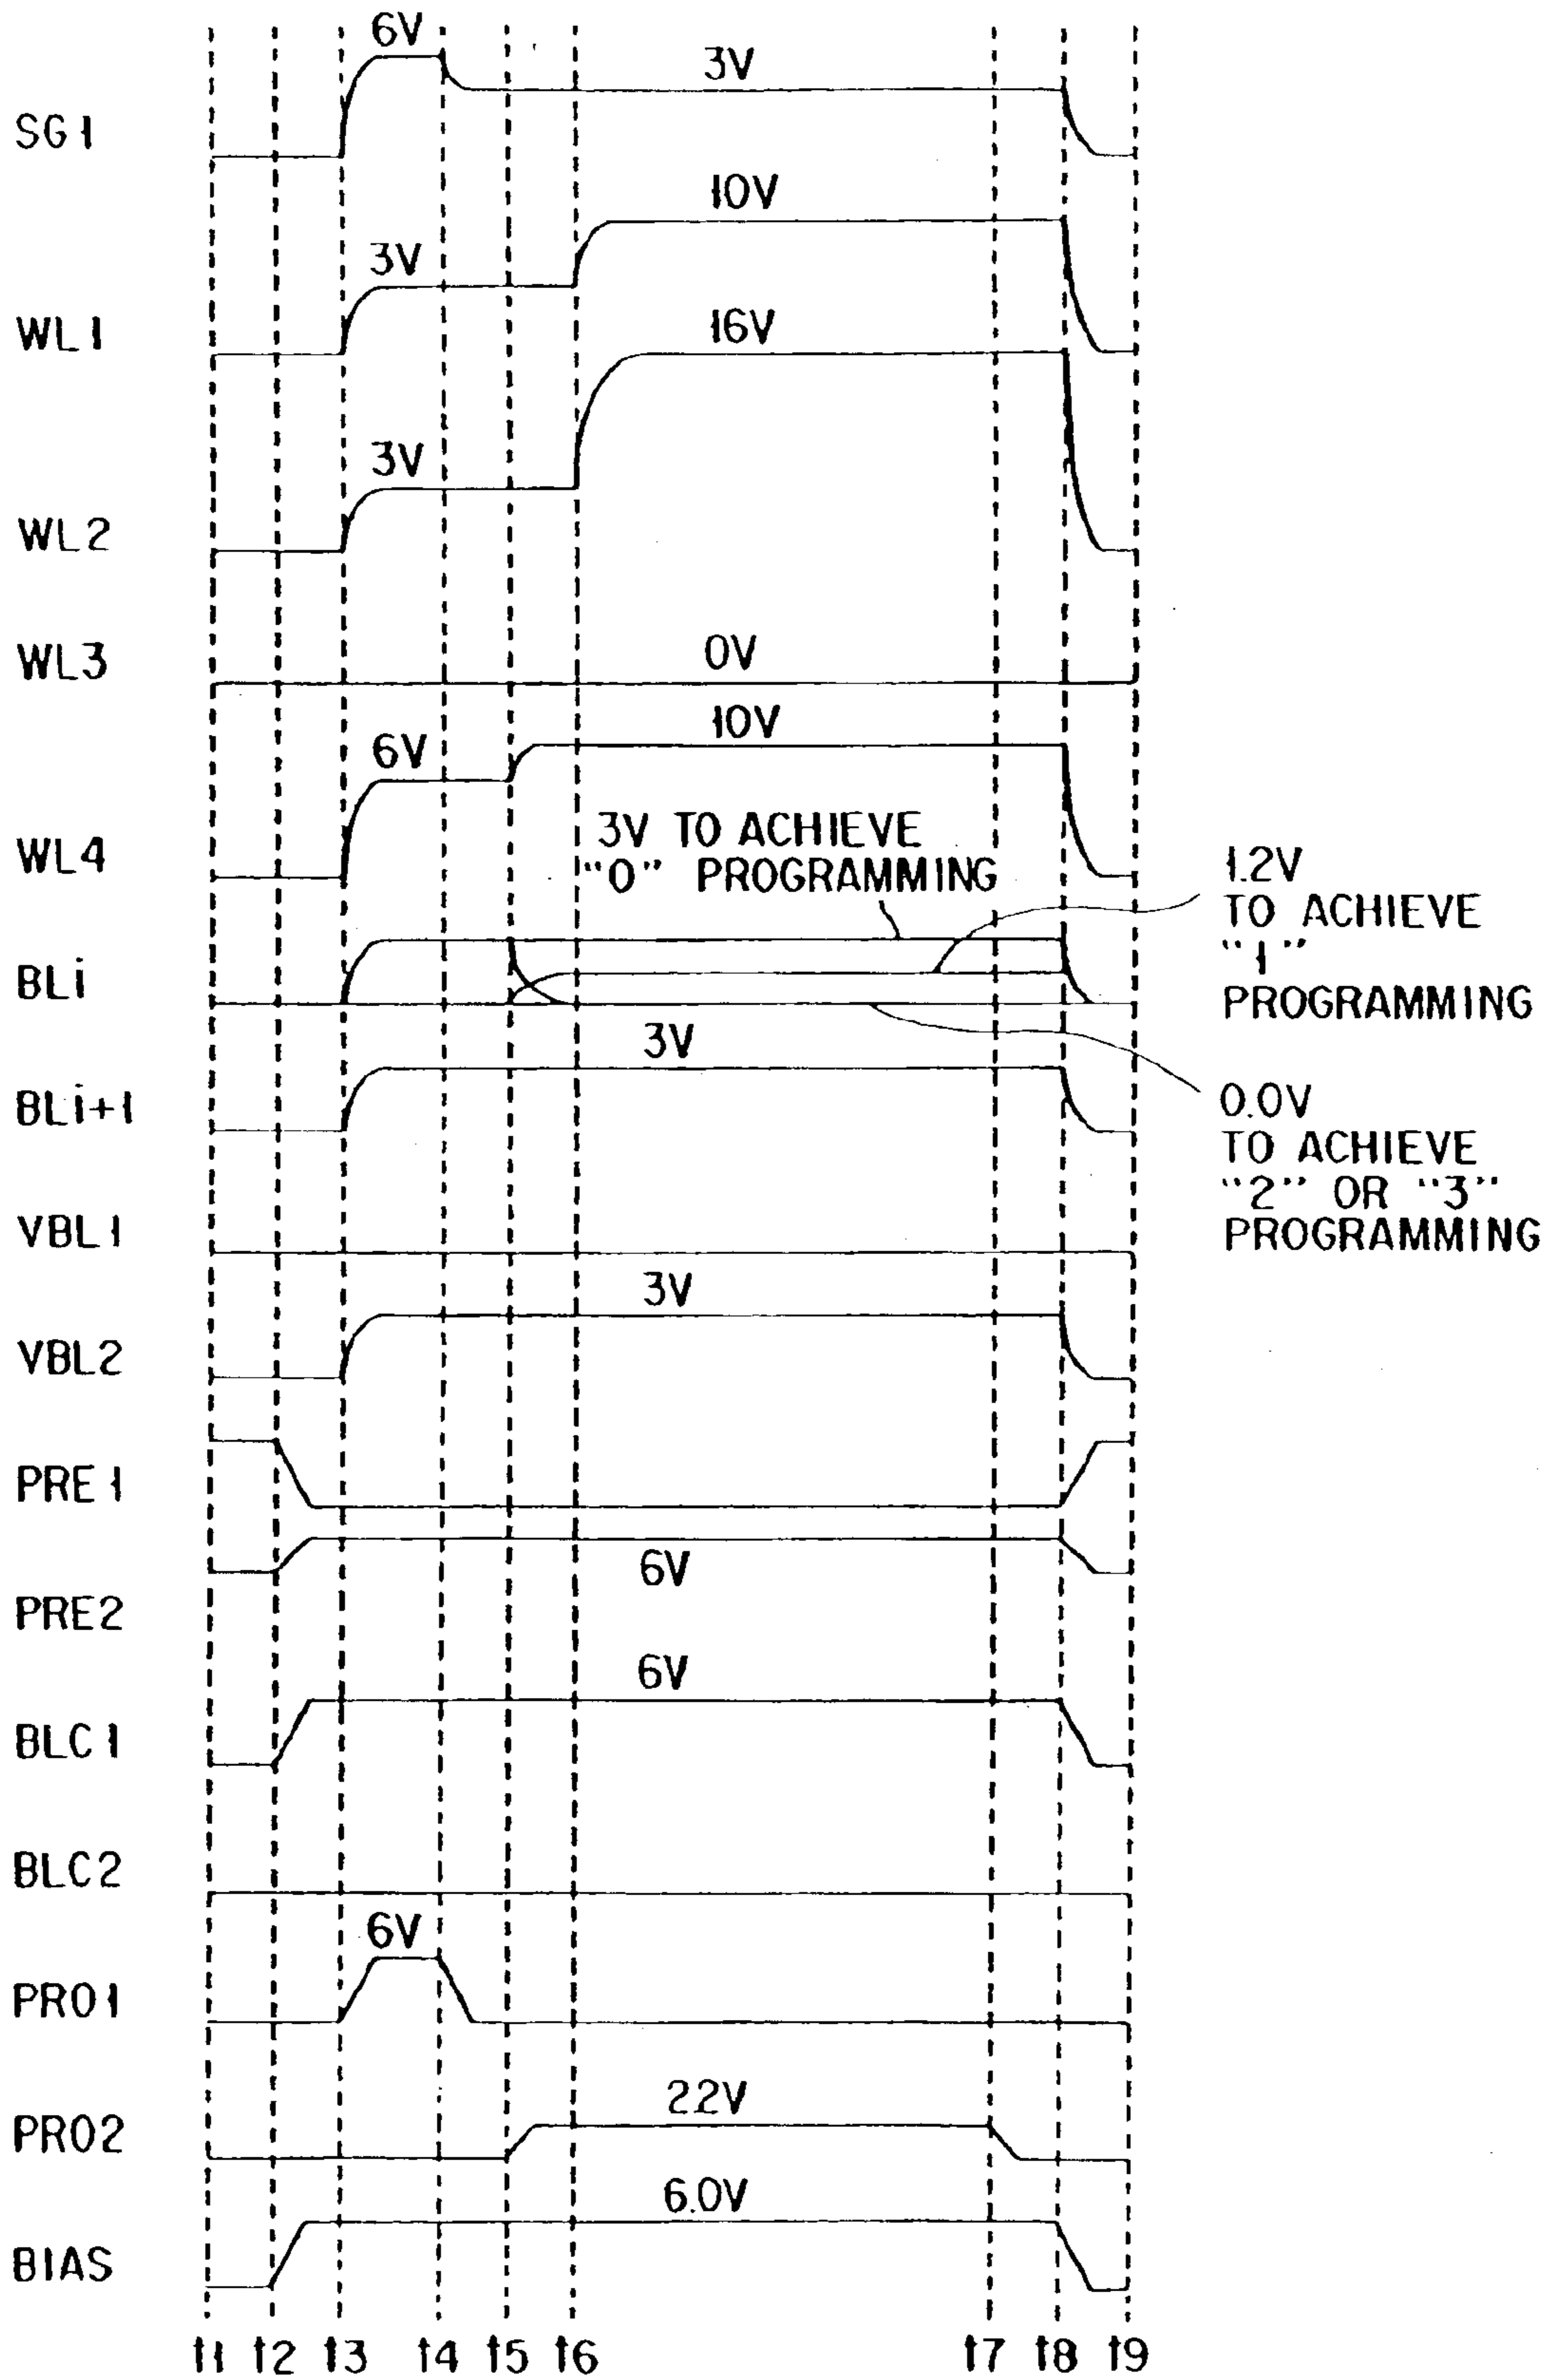 6V
3V
SG1
10V
3V
WL1
16V
3V
WL2
WL3
0V
10V
6V
WL4
3V TO ACHIEVE
"0" PROGRAMMING
1.2V
TO ACHIEVE
"1"
PROGRAMMING
BLi
3V
BLi+1
0.0V
TO ACHIEVE
"2" OR "3"
PROGRAMMING
VBL1
3V
VBL2
PRE1
6V
PRE2
6V
BLC1
BLC2
6V
PRO1
2.2V
PRO2
6.0V
BIAS
t1 t2 t3 t4 t5 t6 t7 t8 t9